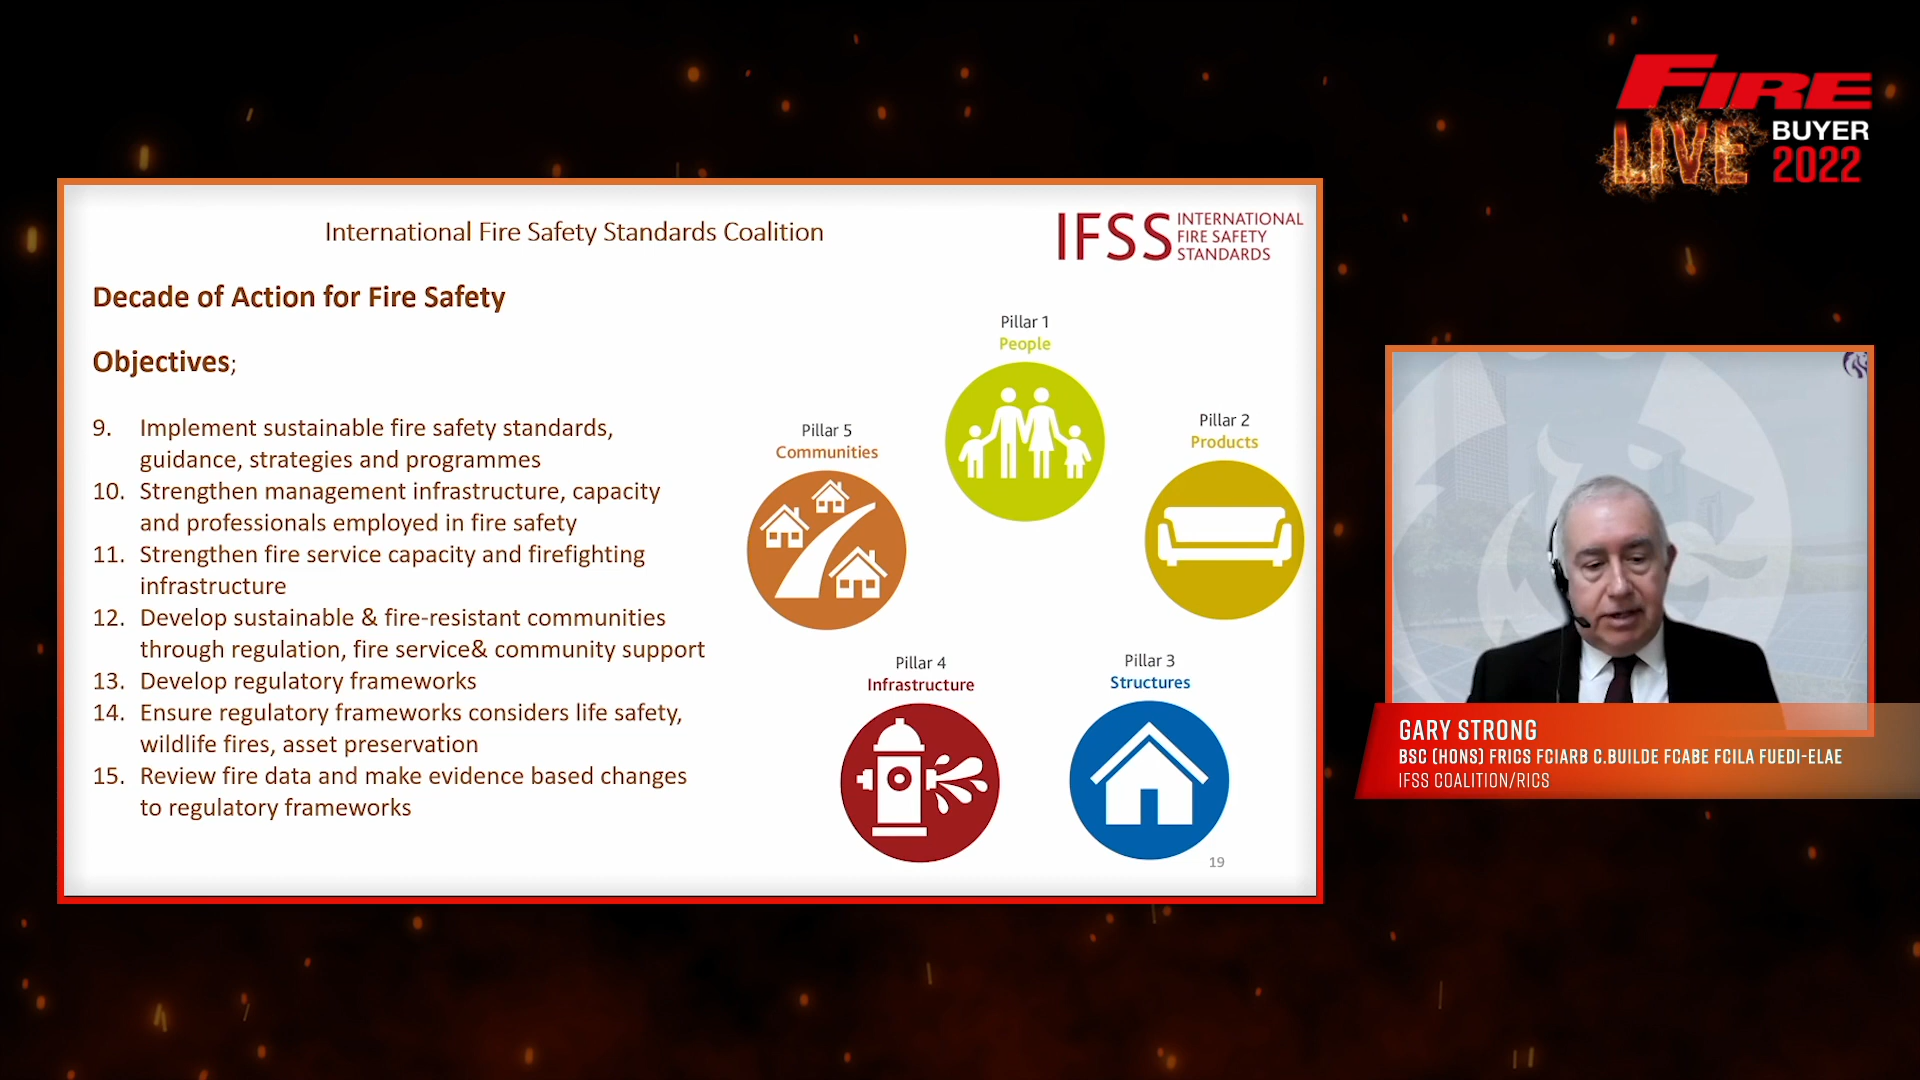 FIRE
LIVE
BUYER
2022
International Fire Safety Standards Coalition
IFSS
INTERNATIONAL
FIRE SAFETY
STANDARDS
Decade of Action for Fire Safety
Objectives;
9. Implement sustainable fire safety standards,
guidance, strategies and programmes
10. Strengthen management infrastructure, capacity
and professionals employed in fire safety
11. Strengthen fire service capacity and firefighting
infrastructure
12. Develop sustainable & fire-resistant communities
through regulation, fire service& community support
13. Develop regulatory frameworks
14. Ensure regulatory frameworks considers life safety,
wildlife fires, asset preservation
15. Review fire data and make evidence based changes
to regulatory frameworks
Pillar 1
People
Pillar 2
Products
Pillar 3
Structures
Pillar 4
Infrastructure
Pillar 5
Communities
19
GARY STRONG
BSC (HONS) FRICS FCIARB C.BUILDE FCABE FCILA FUEDI-ELAE
IFSS COALITION/RICS